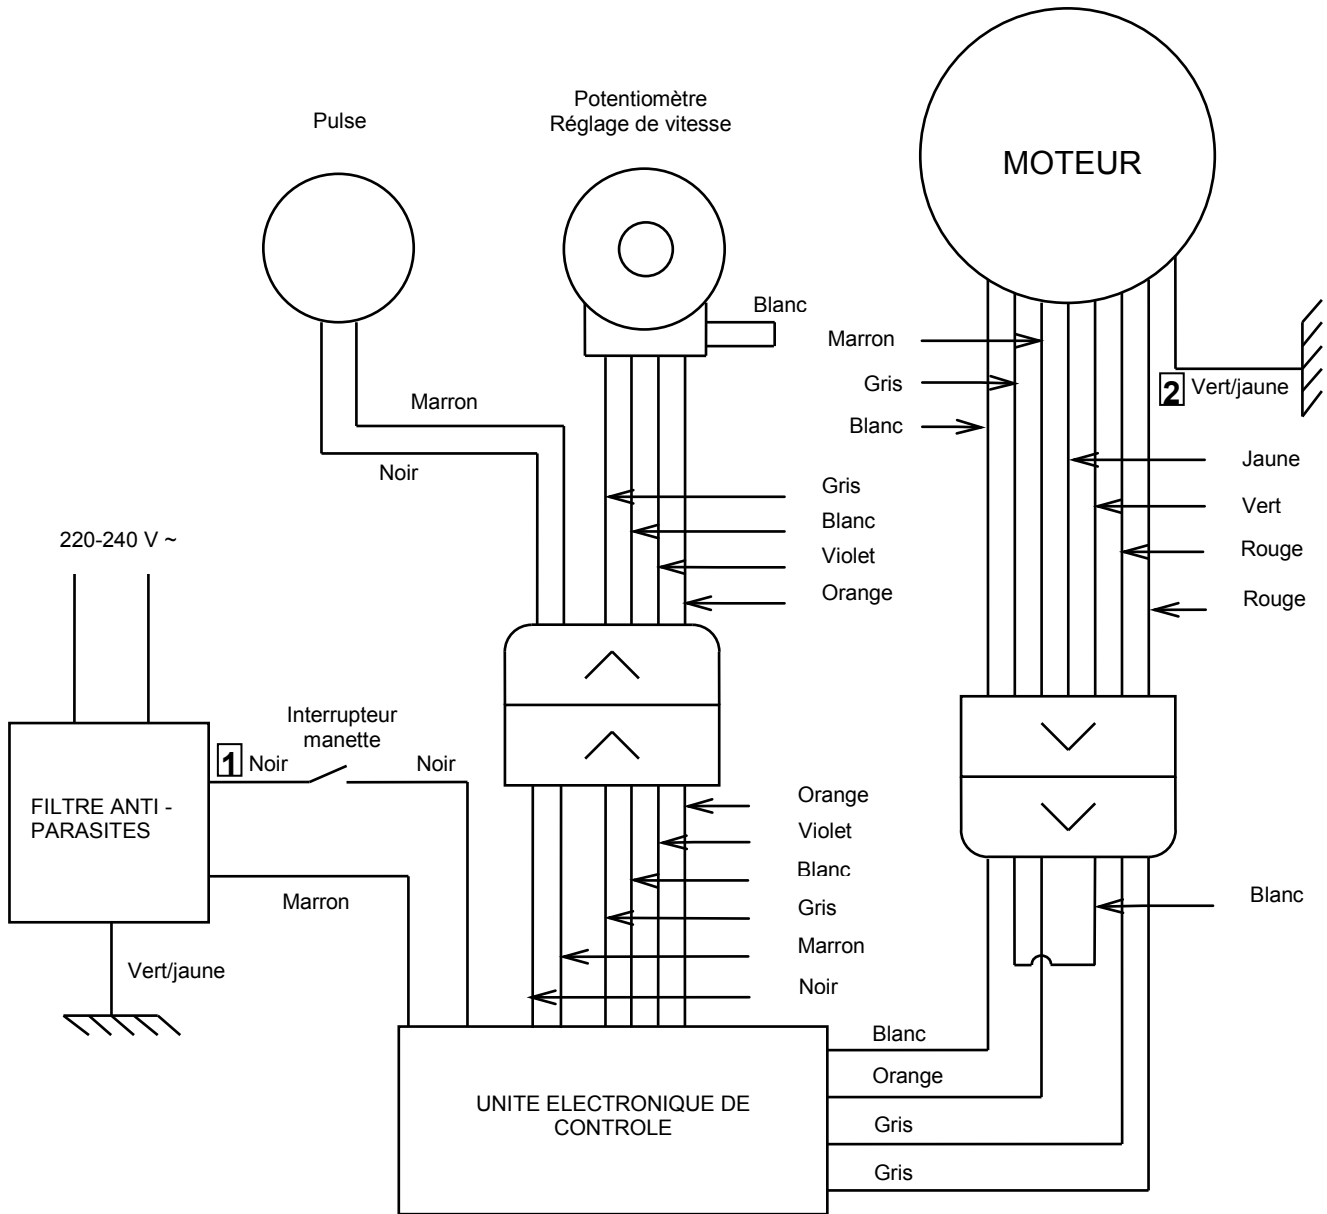 Pulse
Potentiomètre
Réglage de vitesse
MOTEUR
Blanc
Marron
Gris
Blanc
2 Vert/jaune
Marron
Noir
Jaune
Vert
Rouge
Rouge
Gris
Blanc
Violet
Orange
220-240 V ~
Interrupteur
manette
1 Noir
Noir
FILTRE ANTI -
PARASITES
Marron
Vert/jaune
Orange
Violet
Blanc
Gris
Marron
Noir
Blanc
Blanc
Orange
Gris
Gris
UNITE ELECTRONIQUE DE
CONTROLE